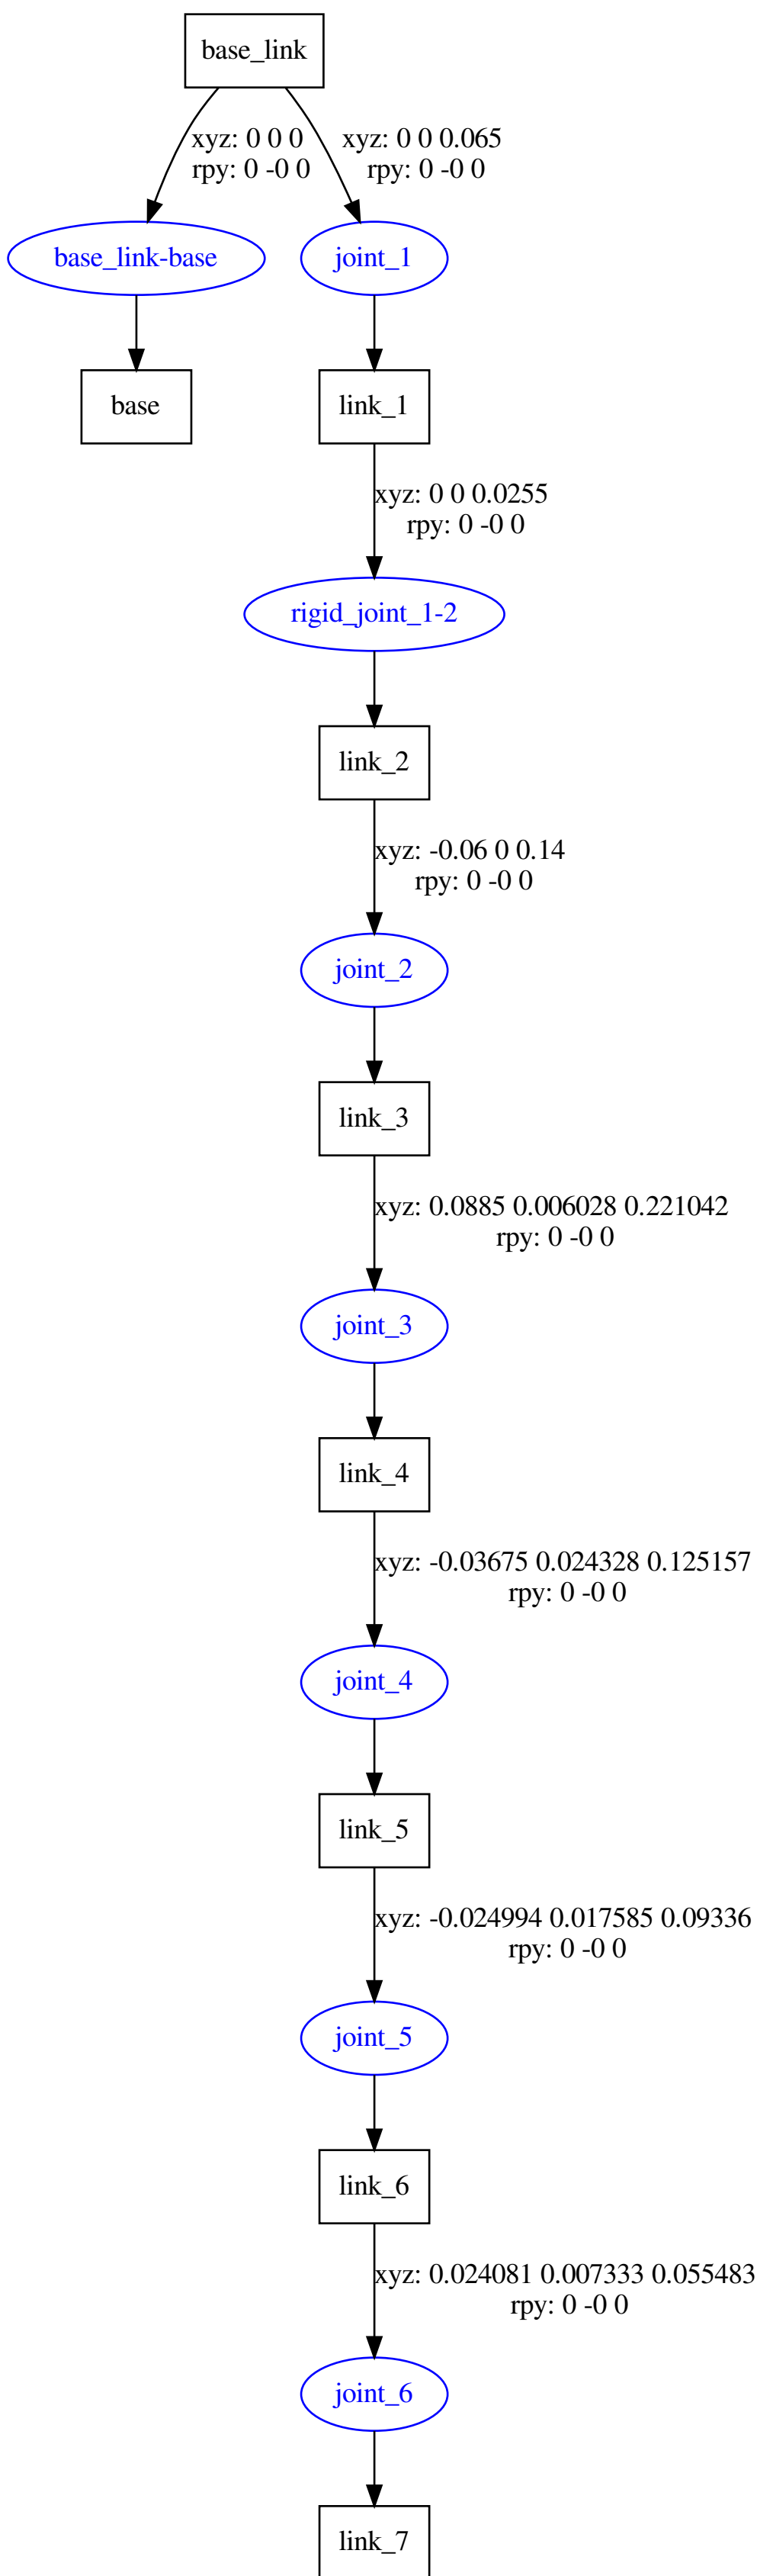 base_link
xyz: 0 0 0
rpy: 0 -0 0
xyz: 0 0 0.065
rpy: 0 -0 0
base_link-base
joint_1
base
link_1
xyz: 0 0 0.0255
rpy: 0 -0 0
rigid_joint_1-2
link_2
xyz: -0.06 0 0.14
rpy: 0 -0 0
joint_2
link_3
xyz: 0.0885 0.006028 0.221042
rpy: 0 -0 0
joint_3
link_4
xyz: -0.03675 0.024328 0.125157
rpy: 0 -0 0
joint_4
link_5
xyz: -0.024994 0.017585 0.09336
rpy: 0 -0 0
joint_5
link_6
xyz: 0.024081 0.007333 0.055483
rpy: 0 -0 0
joint_6
link_7